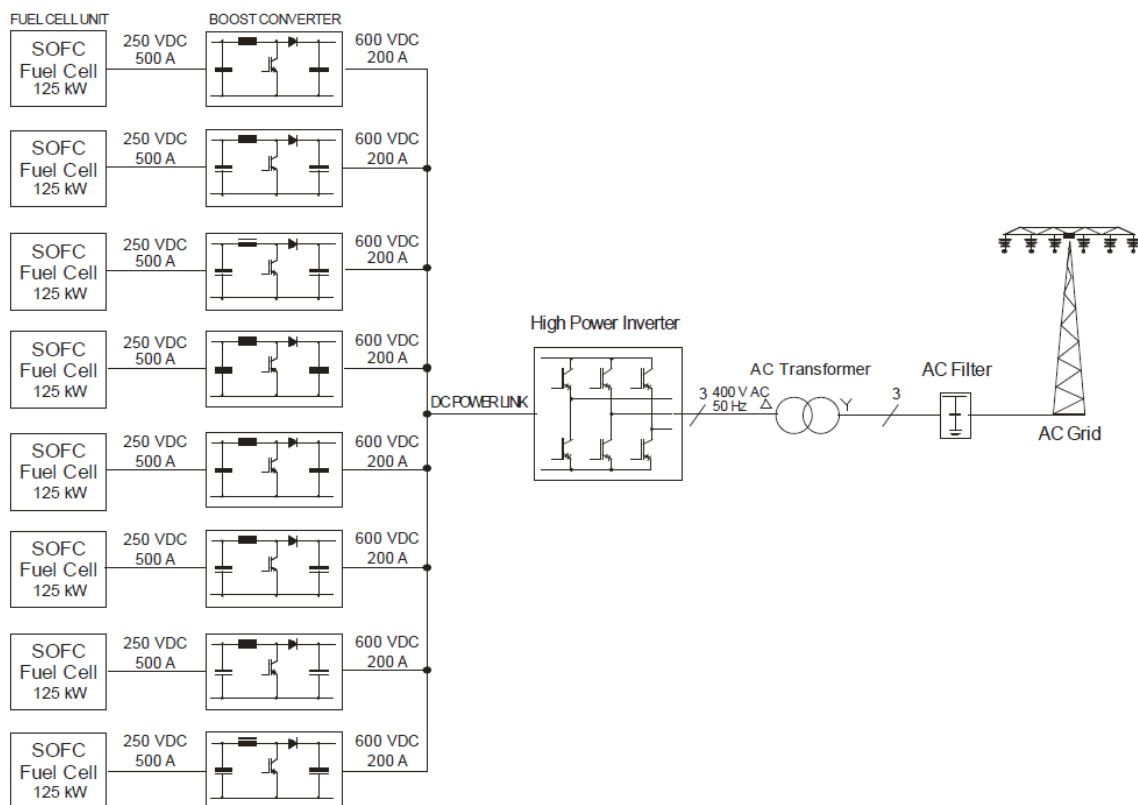 FUEL CELL UNIT
BOOST CONVERTER
SOFC
Fuel Cell
125 kW
250 VDC
500 A
600 VDC
200 A
SOFC
Fuel Cell
125 kW
250 VDC
500 A
600 VDC
200 A
SOFC
Fuel Cell
125 kW
250 VDC
500 A
600 VDC
200 A
SOFC
Fuel Cell
125 kW
250 VDC
500 A
600 VDC
200 A
SOFC
Fuel Cell
125 kW
250 VDC
500 A
600 VDC
200 A
SOFC
Fuel Cell
125 kW
250 VDC
500 A
600 VDC
200 A
SOFC
Fuel Cell
125 kW
250 VDC
500 A
600 VDC
200 A
SOFC
Fuel Cell
125 kW
250 VDC
500 A
600 VDC
200 A
DC POWER LINK
High Power Inverter
3
400 V AC
50 Hz
Δ
AC Transformer
Y
3
AC Filter
AC Grid